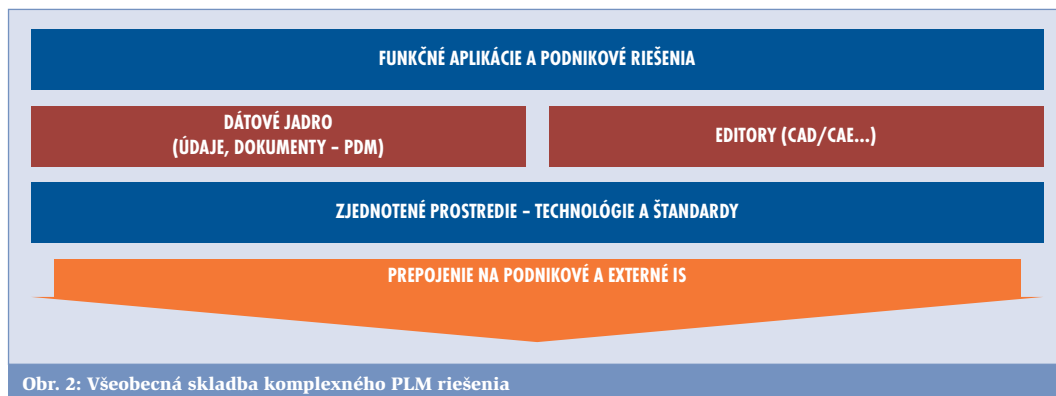 FUNKČNÉ APLIKÁCIE A PODNIKOVÉ RIEŠENIA
DÁTOVÉ JADRO
(ÚDAJE, DOKUMENTY – PDM)
EDITORY (CAD/CAE...)
ZJEDNOTENÉ PROSTREDIE – TECHNOLÓGIE A ŠTANDARDY
PREPOJENIE NA PODNIKOVÉ A EXTERNÉ IS
Obr. 2: Všeobecná skladba komplexného PLM riešenia